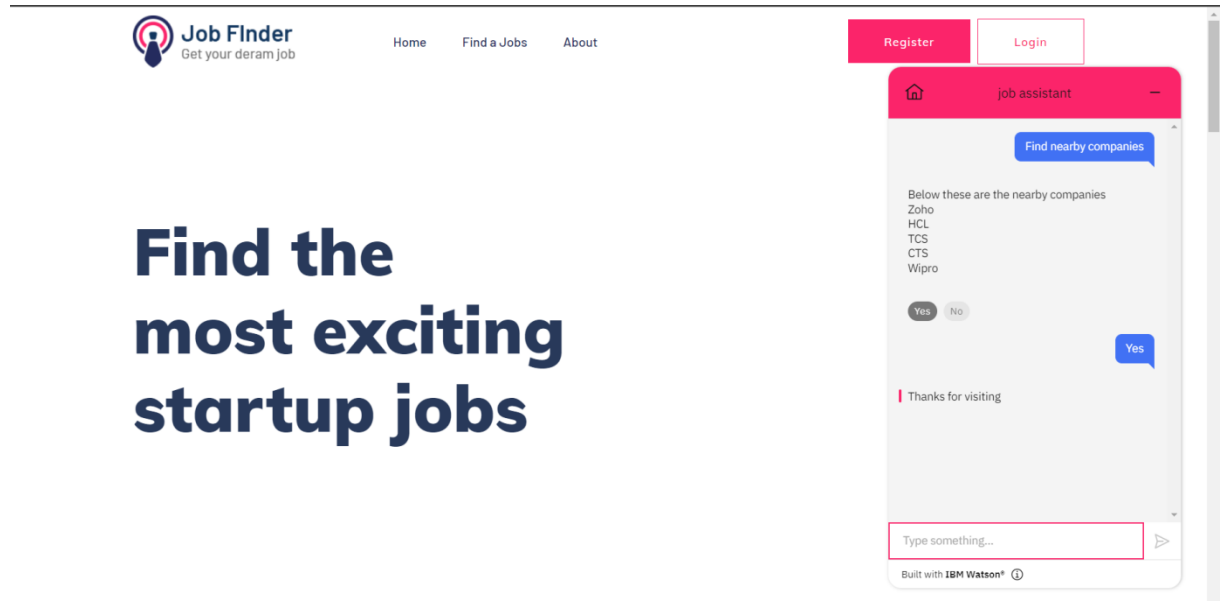 Job FInder
Get your deram job
Home
Find a Jobs
About
Register
Login
job assistant
Find nearby companies
Below these are the nearby companies
Zoho
HCL
TCS
CTS
Wipro
Yes
No
Yes
Thanks for visiting
Find the
most exciting
startup jobs
Type something...
Built with IBM Watson®